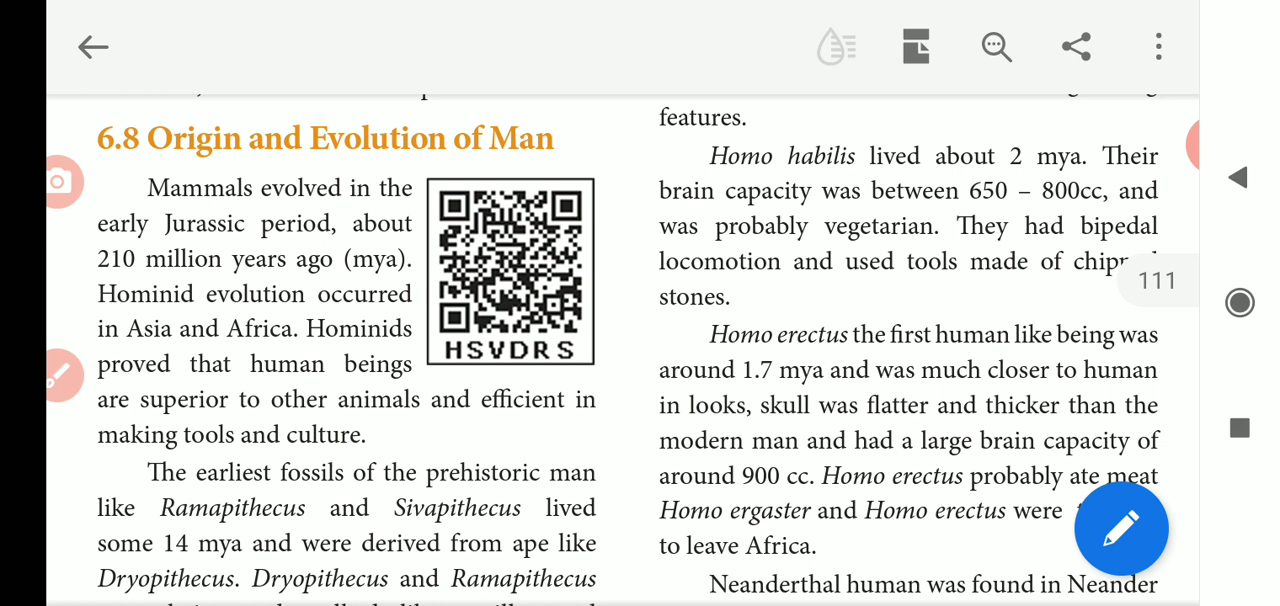 6.8 Origin and Evolution of Man
Mammals evolved in the
early Jurassic period, about
210 million years ago (mya).
Hominid evolution occurred
in Asia and Africa. Hominids
proved that human beings
are superior to other animals and efficient in
making tools and culture.
HSVDRS
The earliest fossils of the prehistoric man
like Ramapithecus and Sivapithecus lived
some 14 mya and were derived from ape like
Dryopithecus. Dryopithecus and Ramapithecus
features.
Homo habilis lived about 2 mya. Their
brain capacity was between 650 – 800cc, and
was probably vegetarian. They had bipedal
locomotion and used tools made of
stones.
Homo erectus the first human like being was
around 1.7 mya and was much closer to human
in looks, skull was flatter and thicker than the
modern man and had a large brain capacity of
around 900 cc. Homo erectus probably ate meat
Homo ergaster and Homo erectus were
to leave Africa.
Neanderthal human was found in Neander
111